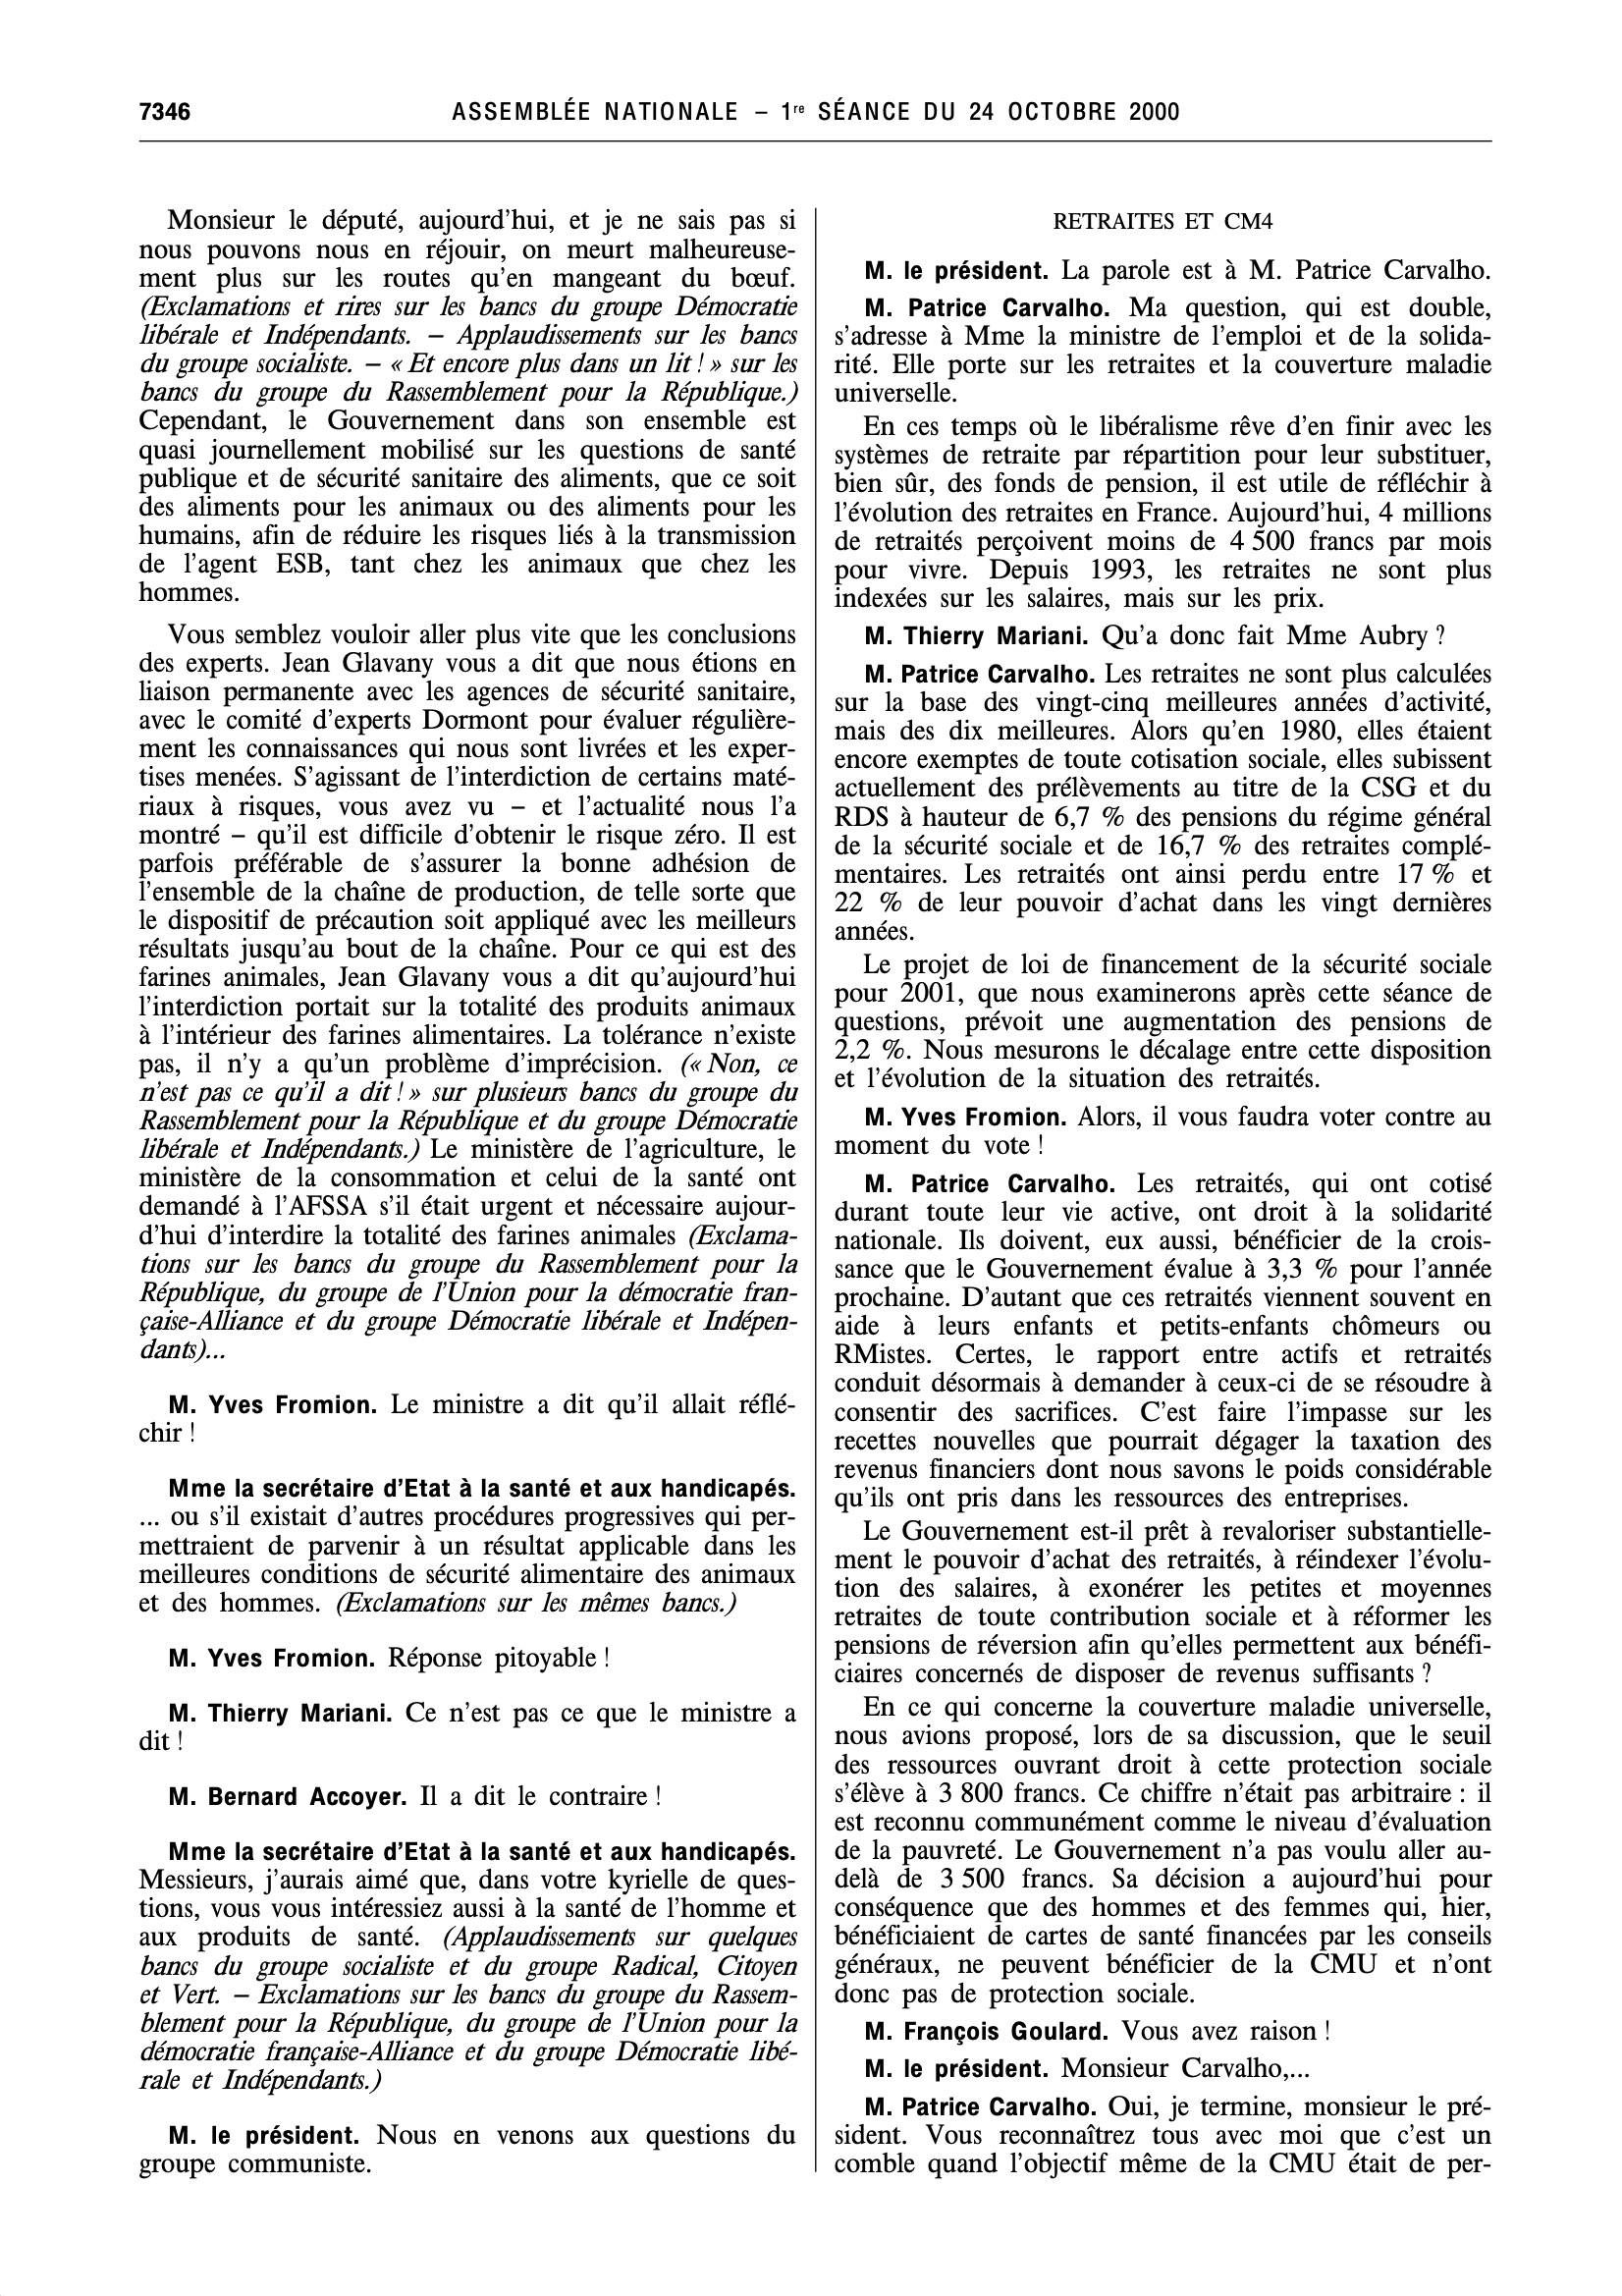 7346
ASSEMBLÉE NATIONALE – 1re SÉANCE DU 24 OCTOBRE 2000
Monsieur le député, aujourd'hui, et je ne sais pas si
nous pouvons nous en réjouir, on meurt malheureuse-
ment plus sur les routes qu'en mangeant du bœuf.
(Exclamations et rires sur les bancs du groupe Démocratie
libérale et Indépendants. – Applaudissements sur les bancs
du groupe socialiste. – « Et encore plus dans un lit ! » sur les
bancs du groupe du Rassemblement pour la République.)
Cependant, le Gouvernement dans son ensemble est
quasi journellement mobilisé sur les questions de santé
publique et de sécurité sanitaire des aliments, que ce soit
des aliments pour les animaux ou des aliments pour les
humains, afin de réduire les risques liés à la transmission
de l'agent ESB, tant chez les animaux que chez les
hommes.
Vous semblez vouloir aller plus vite que les conclusions
des experts. Jean Glavany vous a dit que nous étions en
liaison permanente avec les agences de sécurité sanitaire,
avec le comité d'experts Dormont pour évaluer régulière-
ment les connaissances qui nous sont livrées et les exper-
tises menées. S'agissant de l'interdiction de certains maté-
riaux à risques, vous avez vu – et l'actualité nous l'a
montré – qu'il est difficile d'obtenir le risque zéro. Il est
parfois préférable de s'assurer la bonne adhésion de
l'ensemble de la chaîne de production, de telle sorte que
le dispositif de précaution soit appliqué avec les meilleurs
résultats jusqu'au bout de la chaîne. Pour ce qui est des
farines animales, Jean Glavany vous a dit qu'aujourd'hui
l'interdiction portait sur la totalité des produits animaux
à l'intérieur des farines alimentaires. La tolérance n'existe
pas, il n'y a qu'un problème d'imprécision. (« Non, ce
n'est pas ce qu'il a dit ! » sur plusieurs bancs du groupe du
Rassemblement pour la République et du groupe Démocratie
libérale et Indépendants.) Le ministère de l'agriculture, le
ministère de la consommation et celui de la santé ont
demandé à l'AFSSA s'il était urgent et nécessaire aujour-
d'hui d'interdire la totalité des farines animales (Exclama-
tions sur les bancs du groupe du Rassemblement pour la
République, du groupe de l'Union pour la démocratie fran-
çaise-Alliance et du groupe Démocratie libérale et Indépen-
dants)...
M. Yves Fromion. Le ministre a dit qu'il allait réflé-
chir !
Mme la secrétaire d'Etat à la santé et aux handicapés.
... ou s'il existait d'autres procédures progressives qui per-
mettraient de parvenir à un résultat applicable dans les
meilleures conditions de sécurité alimentaire des animaux
et des hommes. (Exclamations sur les mêmes bancs.)
M. Yves Fromion. Réponse pitoyable !
M. Thierry Mariani. Ce n'est pas ce que le ministre a
dit !
M. Bernard Accoyer. Il a dit le contraire !
Mme la secrétaire d'Etat à la santé et aux handicapés.
Messieurs, j'aurais aimé que, dans votre kyrielle de ques-
tions, vous vous intéressiez aussi à la santé de l'homme et
aux produits de santé. (Applaudissements sur quelques
bancs du groupe socialiste et du groupe Radical, Citoyen
et Vert. – Exclamations sur les bancs du groupe du Rassem-
blement pour la République, du groupe de l'Union pour la
démocratie française-Alliance et du groupe Démocratie libé-
rale et Indépendants.)
M. le président. Nous en venons aux questions du
groupe communiste.
RETRAITES ET CM4
M. le président. La parole est à M. Patrice Carvalho.
M. Patrice Carvalho. Ma question, qui est double,
s'adresse à Mme la ministre de l'emploi et de la solida-
rité. Elle porte sur les retraites et la couverture maladie
universelle.
En ces temps où le libéralisme rêve d'en finir avec les
systèmes de retraite par répartition pour leur substituer,
bien sûr, des fonds de pension, il est utile de réfléchir à
l'évolution des retraites en France. Aujourd'hui, 4 millions
de retraités perçoivent moins de 4 500 francs par mois
pour vivre. Depuis 1993, les retraites ne sont plus
indexées sur les salaires, mais sur les prix.
M. Thierry Mariani. Qu'a donc fait Mme Aubry ?
M. Patrice Carvalho. Les retraites ne sont plus calculées
sur la base des vingt-cinq meilleures années d'activité,
mais des dix meilleures. Alors qu'en 1980, elles étaient
encore exemptes de toute cotisation sociale, elles subissent
actuellement des prélèvements au titre de la CSG et du
RDS à hauteur de 6,7 % des pensions du régime général
de la sécurité sociale et de 16,7 % des retraites complé-
mentaires. Les retraités ont ainsi perdu entre 17 % et
22 % de leur pouvoir d'achat dans les vingt dernières
années.
Le projet de loi de financement de la sécurité sociale
pour 2001, que nous examinerons après cette séance de
questions, prévoit une augmentation des pensions de
2,2 %. Nous mesurons le décalage entre cette disposition
et l'évolution de la situation des retraités.
M. Yves Fromion. Alors, il vous faudra voter contre au
moment du vote !
M. Patrice Carvalho. Les retraités, qui ont cotisé
durant toute leur vie active, ont droit à la solidarité
nationale. Ils doivent, eux aussi, bénéficier de la crois-
sance que le Gouvernement évalue à 3,3 % pour l'année
prochaine. D'autant que ces retraités viennent souvent en
aide à leurs enfants et petits-enfants chômeurs ou
RMistes. Certes, le rapport entre actifs et retraités
conduit désormais à demander à ceux-ci de se résoudre à
consentir des sacrifices. C'est faire l'impasse sur les
recettes nouvelles que pourrait dégager la taxation des
revenus financiers dont nous savons le poids considérable
qu'ils ont pris dans les ressources des entreprises.
Le Gouvernement est-il prêt à revaloriser substantielle-
ment le pouvoir d'achat des retraités, à réindexer l'évolu-
tion des salaires, à exonérer les petites et moyennes
retraites de toute contribution sociale et à réformer les
pensions de réversion afin qu'elles permettent aux bénéfi-
ciaires concernés de disposer de revenus suffisants ?
En ce qui concerne la couverture maladie universelle,
nous avions proposé, lors de sa discussion, que le seuil
des ressources ouvrant droit à cette protection sociale
s'élève à 3 800 francs. Ce chiffre n'était pas arbitraire : il
est reconnu communément comme le niveau d'évaluation
de la pauvreté. Le Gouvernement n'a pas voulu aller au-
delà de 3 500 francs. Sa décision a aujourd'hui pour
conséquence que des hommes et des femmes qui, hier,
bénéficiaient de cartes de santé financées par les conseils
généraux, ne peuvent bénéficier de la CMU et n'ont
donc pas de protection sociale.
M. François Goulard. Vous avez raison !
M. le président. Monsieur Carvalho,...
M. Patrice Carvalho. Oui, je termine, monsieur le pré-
sident. Vous reconnaîtrez tous avec moi que c'est un
comble quand l'objectif même de la CMU était de per-